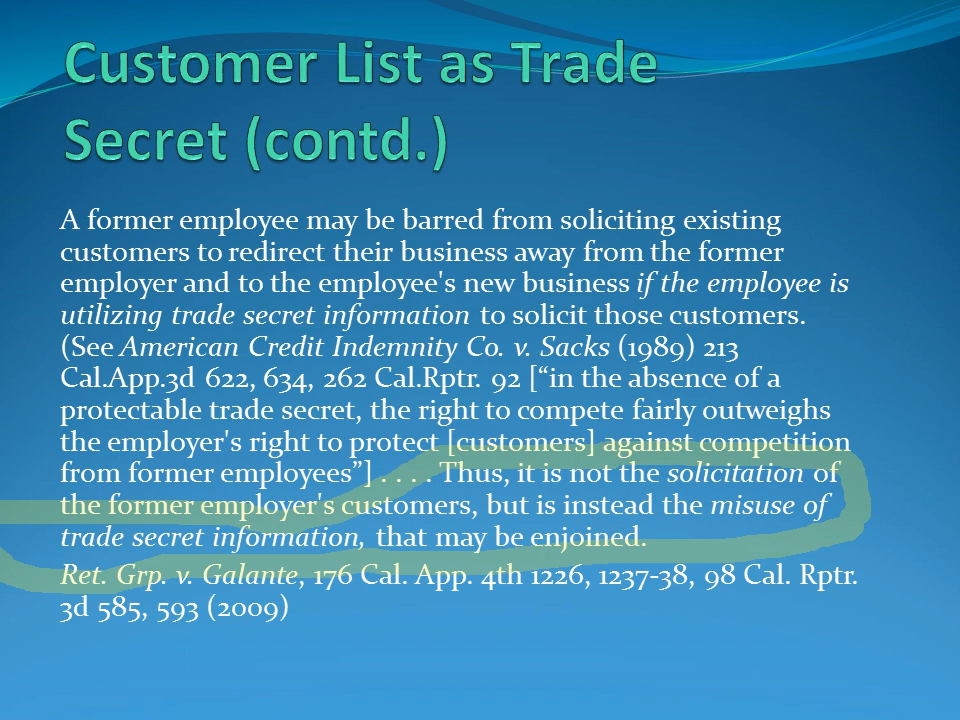 Customer List as Trade
Secret (contd.)
A former employee may be barred from soliciting existing
customers to redirect their business away from the former
employer and to the employee's new business if the employee is
utilizing trade secret information to solicit those customers.
(See American Credit Indemnity Co. v. Sacks (1989) 213
Cal.App.3d 622, 634, 262 Cal.Rptr. 92 [“in the absence of a
protectable trade secret, the right to compete fairly outweighs
the employer's right to protect [customers] against competition
from former employees”] . . . . Thus, it is not the solicitation of
the former employer's customers, but is instead the misuse of
trade secret information, that may be enjoined.
Ret. Grp. v. Galante, 176 Cal. App. 4th 1226, 1237-38, 98 Cal. Rptr.
3d 585, 593 (2009)